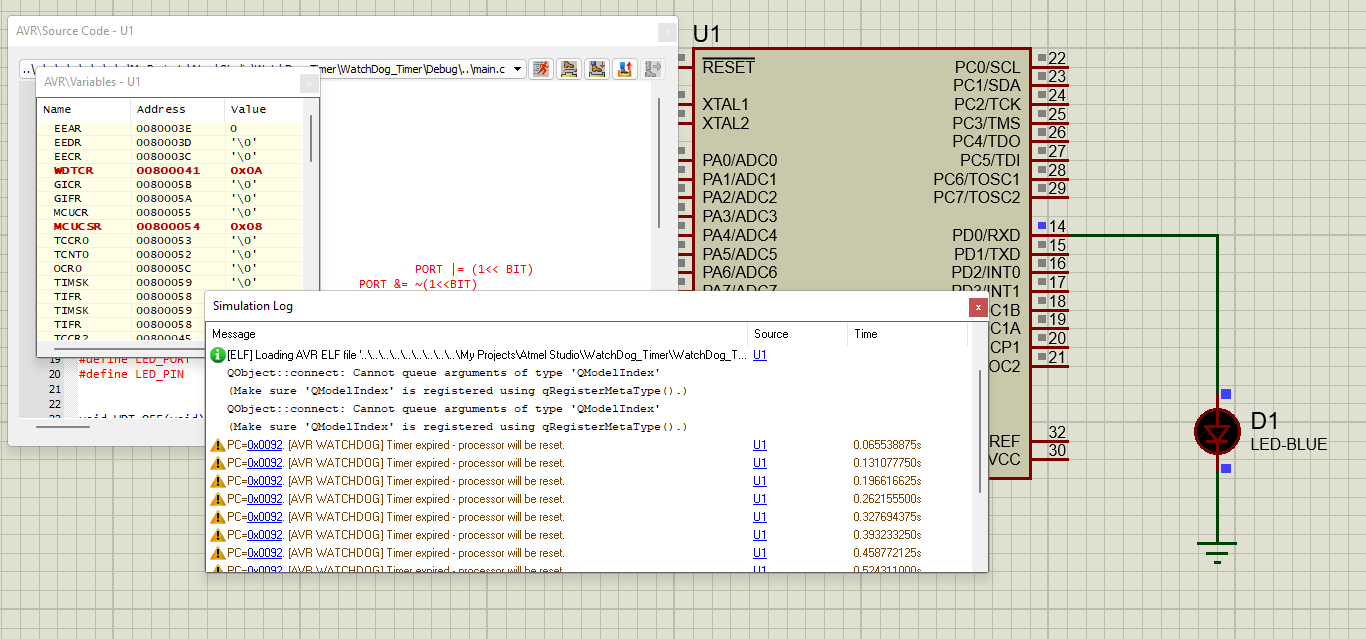 AVR\Source Code - U1
My Projects\Atmel Studio\WatchDog_Timer\WatchDog_Timer\Debug\..\main.c
AVR\Variables - U1
Name Address Value
EEAR 0080003E 0
EEDR 0080003D '\0'
EECR 0080003C '\0'
WDTCR 00800041 0x0A
GICR 0080005B '\0'
GIFR 0080005A '\0'
MCUCR 00800055 '\0'
MCUCSR 00800054 0x08
TCCR0 00800053 '\0'
TCNT0 00800052 '\0'
OCR0 0080005C '\0'
TIMSK 00800059 '\0'
TIFR 00800058 '\0'
TIMSK 00800059 '\0'
TIFR 00800058 '\0'
TCCR2 00800045 '\0'
PORT |= (1<< BIT)
PORT &= ~(1<<BIT)
19 #define LED_PORT
20 #define LED_PIN
21
22
Simulation Log
Message Source Time
[ELF] Loading AVR ELF file '..\..\..\..\..\..\..\..\..\My Projects\Atmel Studio\WatchDog_Timer\WatchDog_T... U1
QObject::connect: Cannot queue arguments of type 'QModelIndex'
(Make sure 'QModelIndex' is registered using qRegisterMetaType().)
QObject::connect: Cannot queue arguments of type 'QModelIndex'
(Make sure 'QModelIndex' is registered using qRegisterMetaType().)
PC=0x0092. [AVR WATCHDOG] Timer expired - processor will be reset. U1 0.065538875s
PC=0x0092. [AVR WATCHDOG] Timer expired - processor will be reset. U1 0.131077750s
PC=0x0092. [AVR WATCHDOG] Timer expired - processor will be reset. U1 0.196616625s
PC=0x0092. [AVR WATCHDOG] Timer expired - processor will be reset. U1 0.262155500s
PC=0x0092. [AVR WATCHDOG] Timer expired - processor will be reset. U1 0.327694375s
PC=0x0092. [AVR WATCHDOG] Timer expired - processor will be reset. U1 0.393233250s
PC=0x0092. [AVR WATCHDOG] Timer expired - processor will be reset. U1 0.458772125s
PC=0x0092. [AVR WATCHDOG] Timer expired - processor will be reset. U1 0.524311000s
U1
RESET PC0/SCL 22
PC1/SDA 23
XTAL1 PC2/TCK 24
XTAL2 PC3/TMS 25
PC4/TDO 26
PA0/ADC0 PC5/TDI 27
PA1/ADC1 PC6/TOSC1 28
PA2/ADC2 PC7/TOSC2 29
PA3/ADC3
PA4/ADC4 PD0/RXD 14
PA5/ADC5 PD1/TXD 15
PA6/ADC6 PD2/INT0 16
PA7/ADC7 PD3/INT1 17
C1B 18
C1A 19
CP1 20
OC2 21
REF 32
VCC 30
D1
LED-BLUE